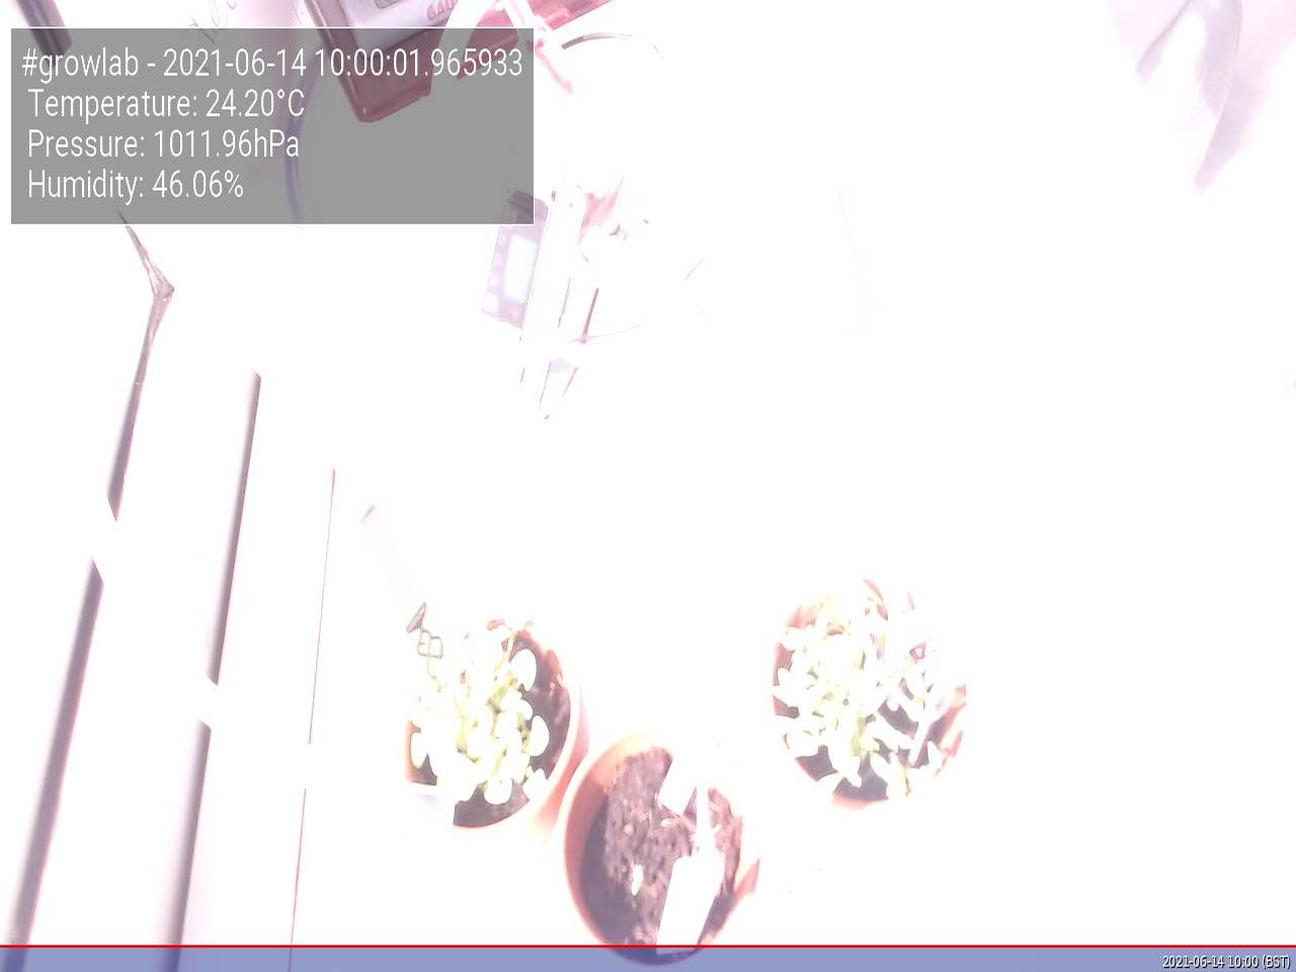 #growlab - 2021-06-14 10:00:01.965933
Temperature: 24.20°C
Pressure: 1011.96hPa
Humidity: 46.06%
2021-06-14 10:00 (BST)